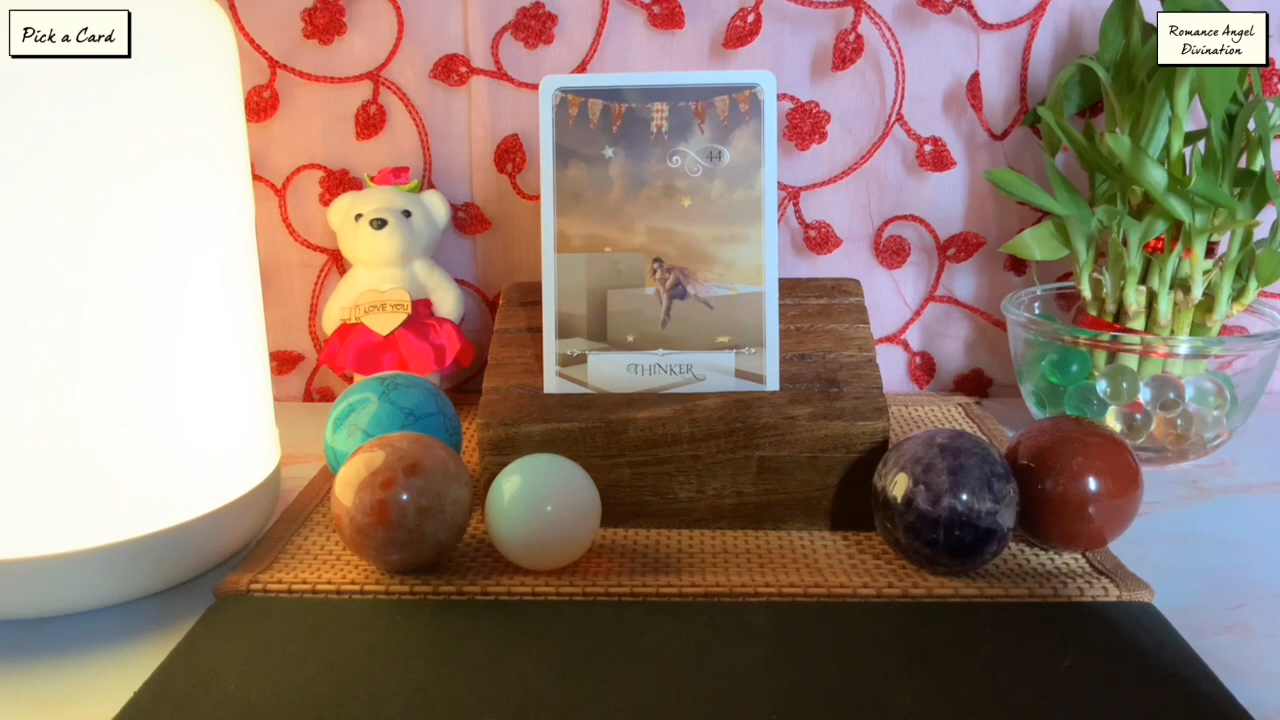 Pick a Card
Romance Angel
Divination
44
I LOVE YOU
THINKER